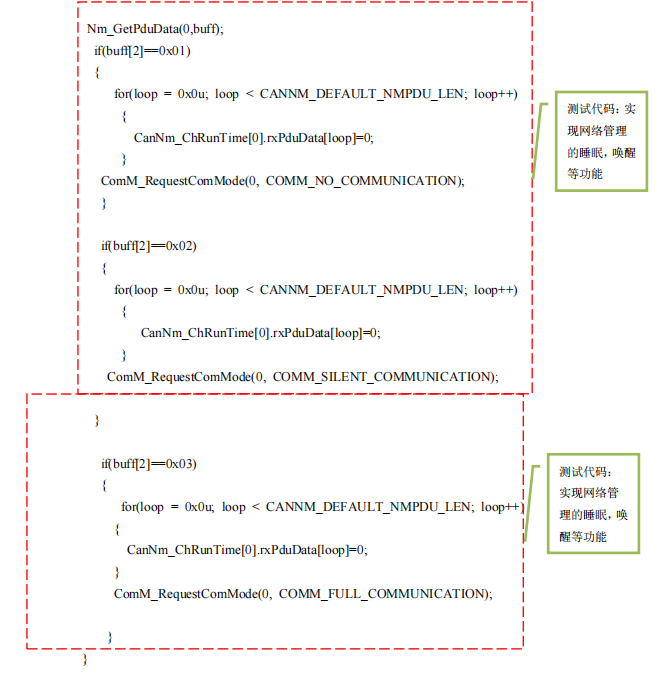 Nm_GetPduData(0,buff);
if(buff[2]==0x01)
{
for(loop = 0x0u; loop < CANNM_DEFAULT_NMPDU_LEN; loop++)
{
CanNm_ChRunTime[0].rxPduData[loop]=0;
}
ComM_RequestComMode(0, COMM_NO_COMMUNICATION);
}
测试代码：实
现网络管理
的睡眠，唤醒
等功能
if(buff[2]==0x02)
{
for(loop = 0x0u; loop < CANNM_DEFAULT_NMPDU_LEN; loop++)
{
CanNm_ChRunTime[0].rxPduData[loop]=0;
}
ComM_RequestComMode(0, COMM_SILENT_COMMUNICATION);
}
if(buff[2]==0x03)
{
for(loop = 0x0u; loop < CANNM_DEFAULT_NMPDU_LEN; loop++)
{
CanNm_ChRunTime[0].rxPduData[loop]=0;
}
ComM_RequestComMode(0, COMM_FULL_COMMUNICATION);
}
}
测试代码：
实现网络管
理的睡眠，唤
醒等功能